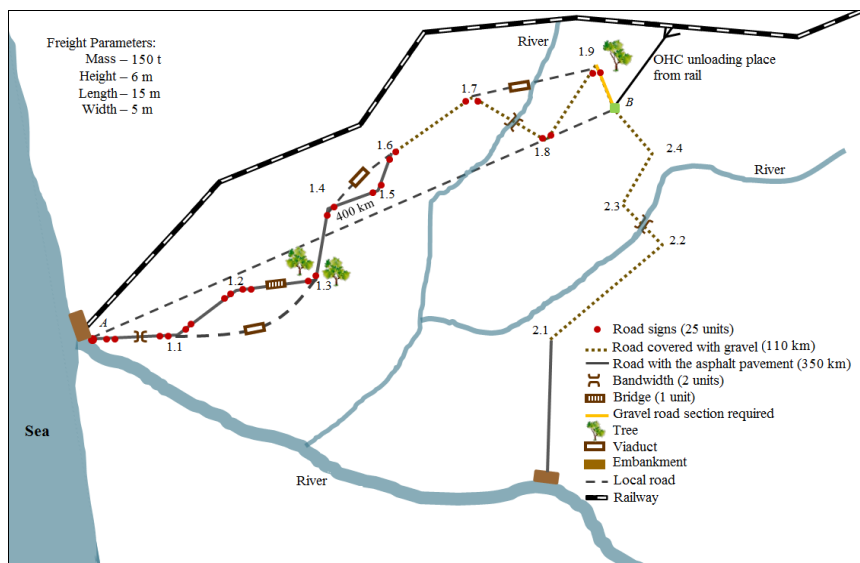 Freight Parameters:
Mass – 150 t
Height – 6 m
Length – 15 m
Width – 5 m
River
1.9
OHC unloading place
from rail
1.7
B
1.6
1.8
2.4
1.4
1.5
River
400 km
2.3
2.2
1.2
1.3
A
1.1
2.1
Road signs (25 units)
Road covered with gravel (110 km)
Road with the asphalt pavement (350 km)
Bandwidth (2 units)
Bridge (1 unit)
Gravel road section required
Tree
Viaduct
Embankment
Local road
Railway
Sea
River